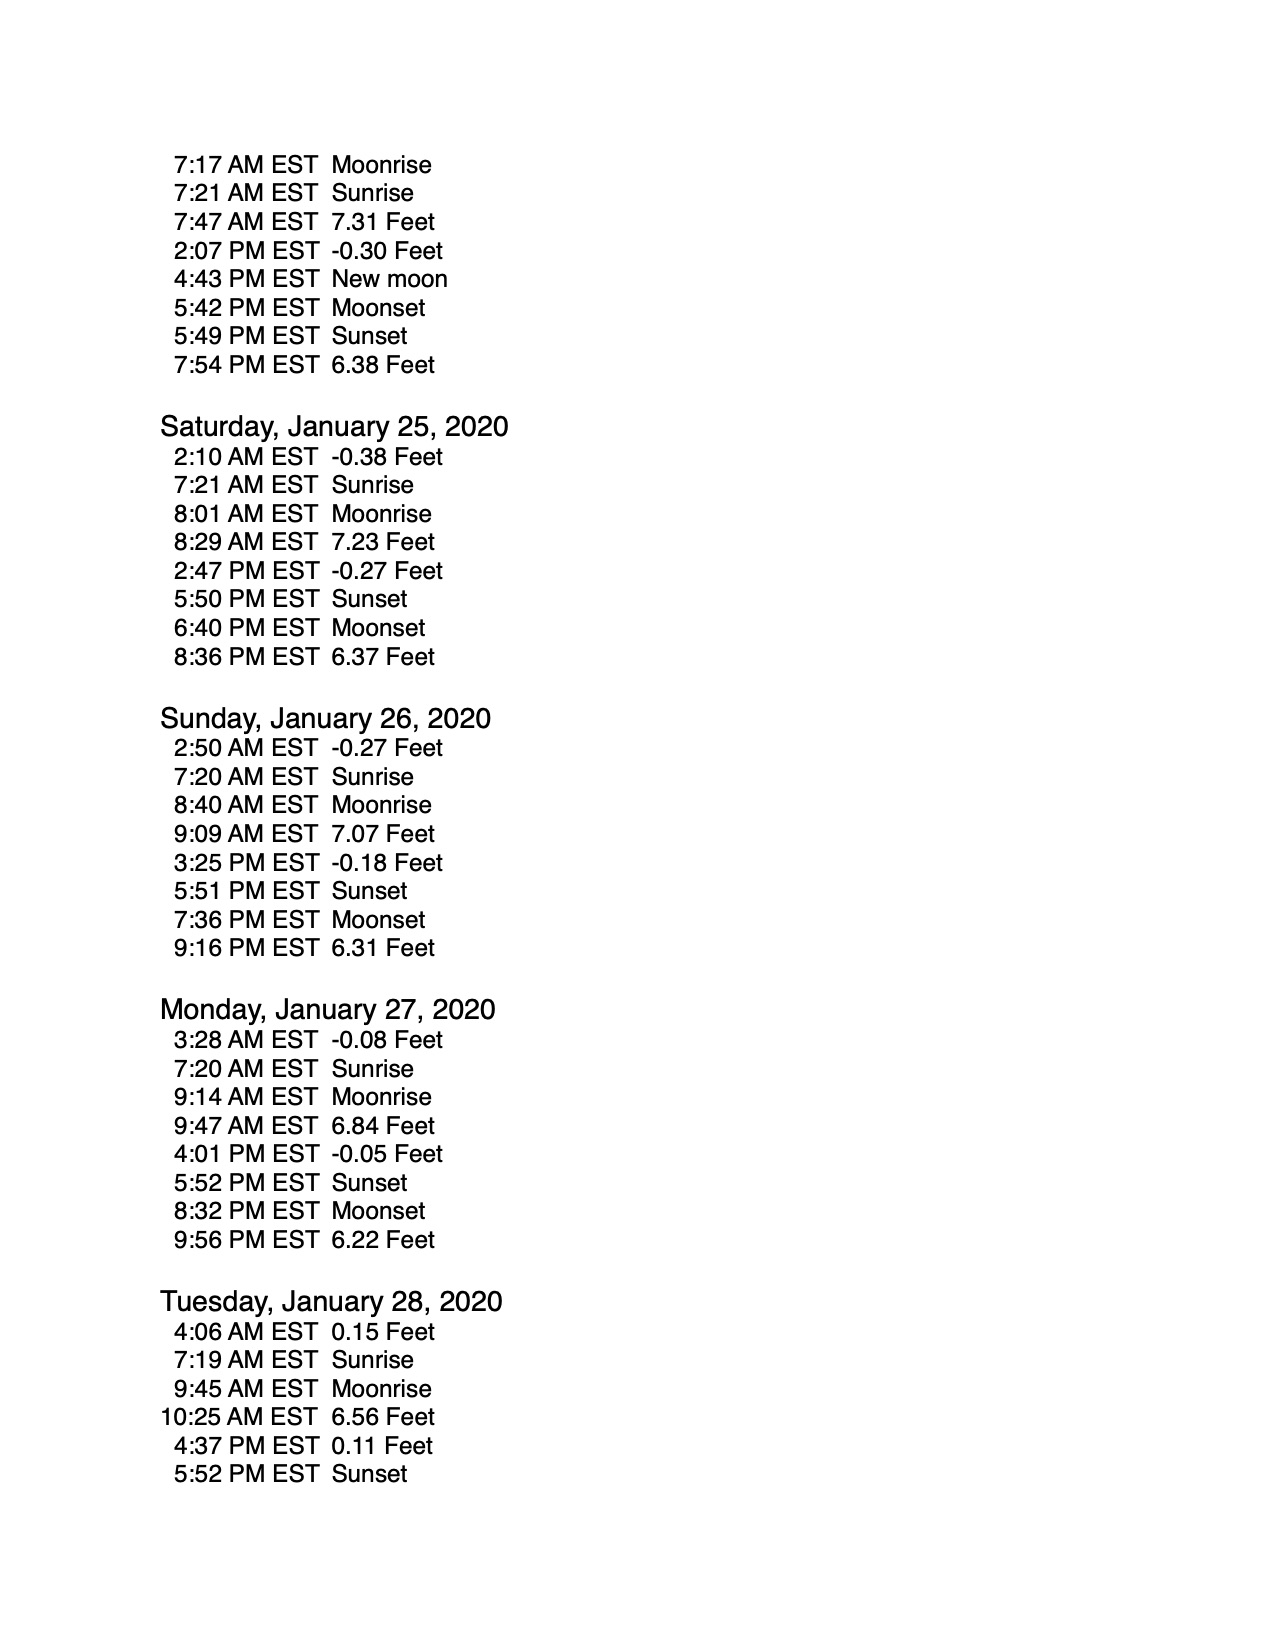 7:17 AM EST Moonrise
7:21 AM EST Sunrise
7:47 AM EST 7.31 Feet
2:07 PM EST -0.30 Feet
4:43 PM EST New moon
5:42 PM EST Moonset
5:49 PM EST Sunset
7:54 PM EST 6.38 Feet
Saturday, January 25, 2020
2:10 AM EST -0.38 Feet
7:21 AM EST Sunrise
8:01 AM EST Moonrise
8:29 AM EST 7.23 Feet
2:47 PM EST -0.27 Feet
5:50 PM EST Sunset
6:40 PM EST Moonset
8:36 PM EST 6.37 Feet
Sunday, January 26, 2020
2:50 AM EST -0.27 Feet
7:20 AM EST Sunrise
8:40 AM EST Moonrise
9:09 AM EST 7.07 Feet
3:25 PM EST -0.18 Feet
5:51 PM EST Sunset
7:36 PM EST Moonset
9:16 PM EST 6.31 Feet
Monday, January 27, 2020
3:28 AM EST -0.08 Feet
7:20 AM EST Sunrise
9:14 AM EST Moonrise
9:47 AM EST 6.84 Feet
4:01 PM EST -0.05 Feet
5:52 PM EST Sunset
8:32 PM EST Moonset
9:56 PM EST 6.22 Feet
Tuesday, January 28, 2020
4:06 AM EST 0.15 Feet
7:19 AM EST Sunrise
9:45 AM EST Moonrise
10:25 AM EST 6.56 Feet
4:37 PM EST 0.11 Feet
5:52 PM EST Sunset